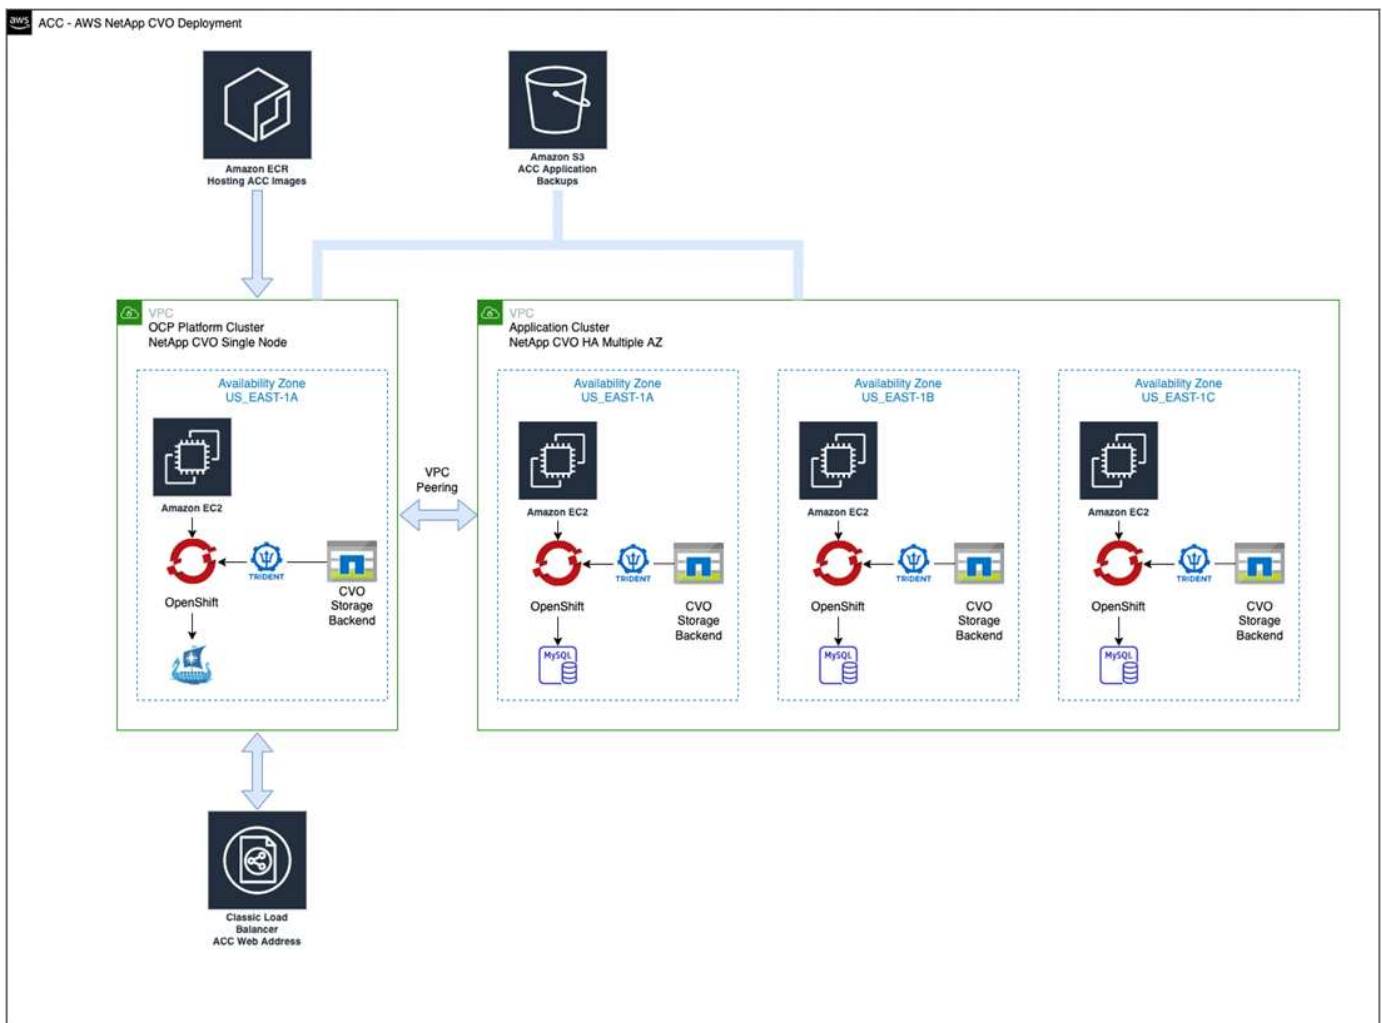 aws
ACC - AWS NetApp CVO Deployment
Amazon ECR
Hosting ACC Images
Amazon S3
ACC Application
Backups
VPC
OCP Platform Cluster
NetApp CVO Single Node
Availability Zone
US_EAST-1A
Amazon EC2
TRIDENT
OpenShift
CVO
Storage
Backend
VPC
Peering
VPC
Application Cluster
NetApp CVO HA Multiple AZ
Availability Zone
US_EAST-1A
Amazon EC2
TRIDENT
OpenShift
CVO
Storage
Backend
MySQL
Availability Zone
US_EAST-1B
Amazon EC2
TRIDENT
OpenShift
CVO
Storage
Backend
MySQL
Availability Zone
US_EAST-1C
Amazon EC2
TRIDENT
OpenShift
CVO
Storage
Backend
MySQL
Classic Load
Balancer
ACC Web Address